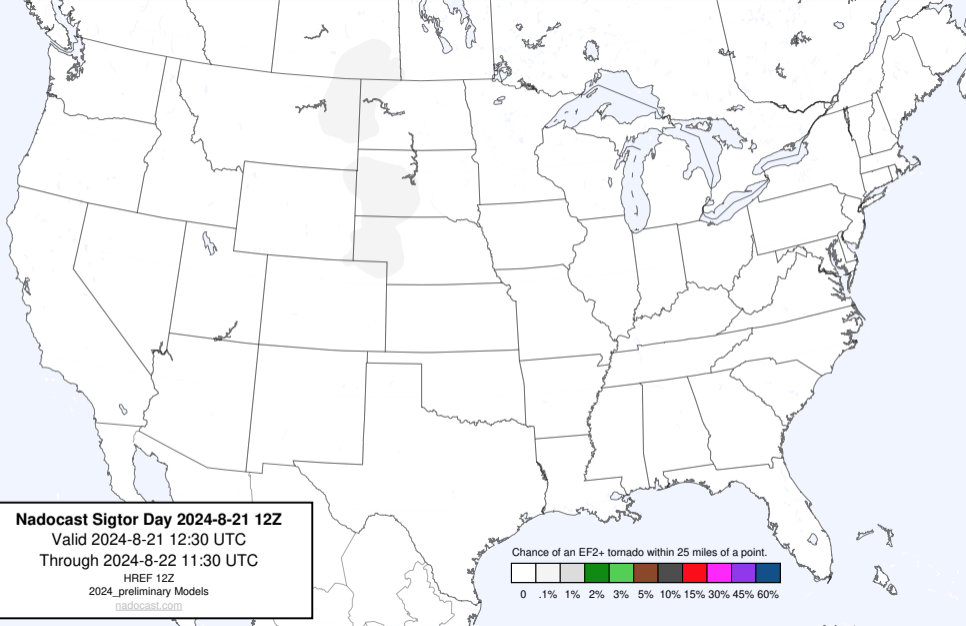 Nadocast Sigtor Day 2024-8-21 12Z
Valid 2024-8-21 12:30 UTC
Through 2024-8-22 11:30 UTC
HREF 12Z
2024_preliminary Models
nadocast.com
Chance of an EF2+ tornado within 25 miles of a point.
0 .1% 1% 2% 3% 5% 10% 15% 30% 45% 60%